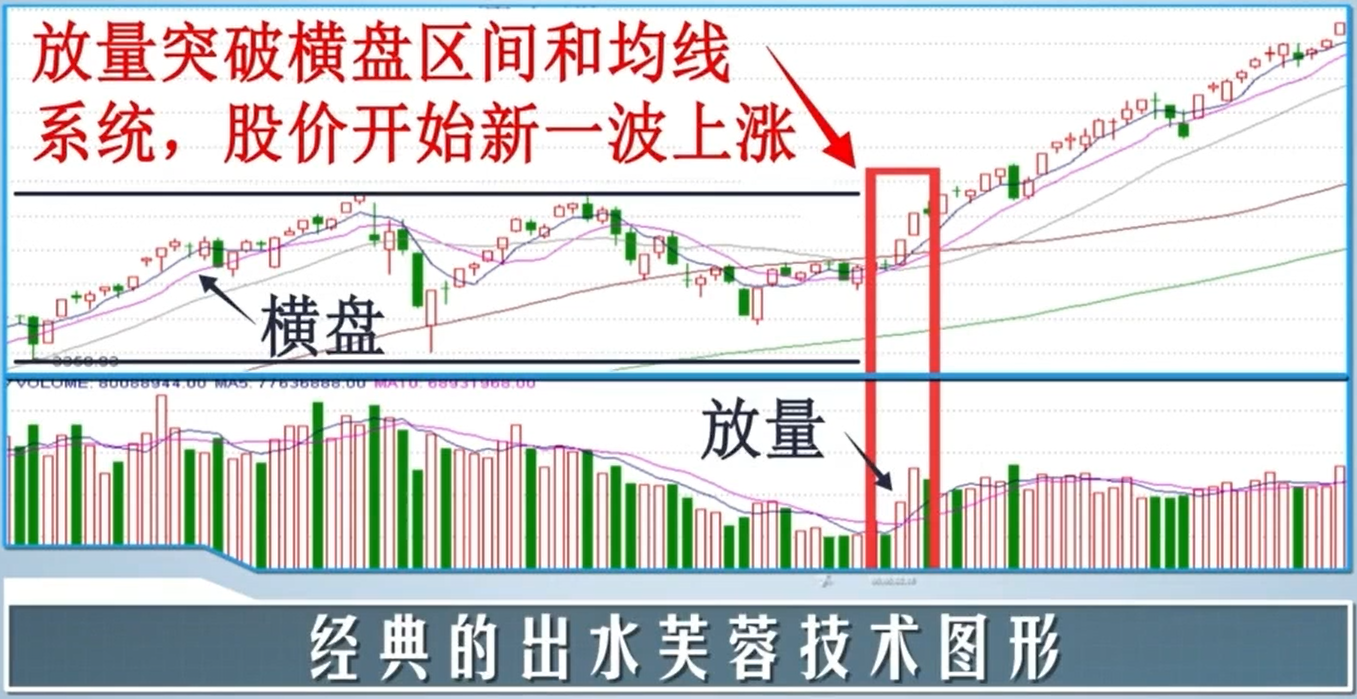 放量突破横盘区间和均线
系统，股价开始新一波上涨
横盘
VOLUME: 80088944.00 MA5: 77636888.00 MA10: 68931968.00
放量
经典的出水芙蓉技术图形